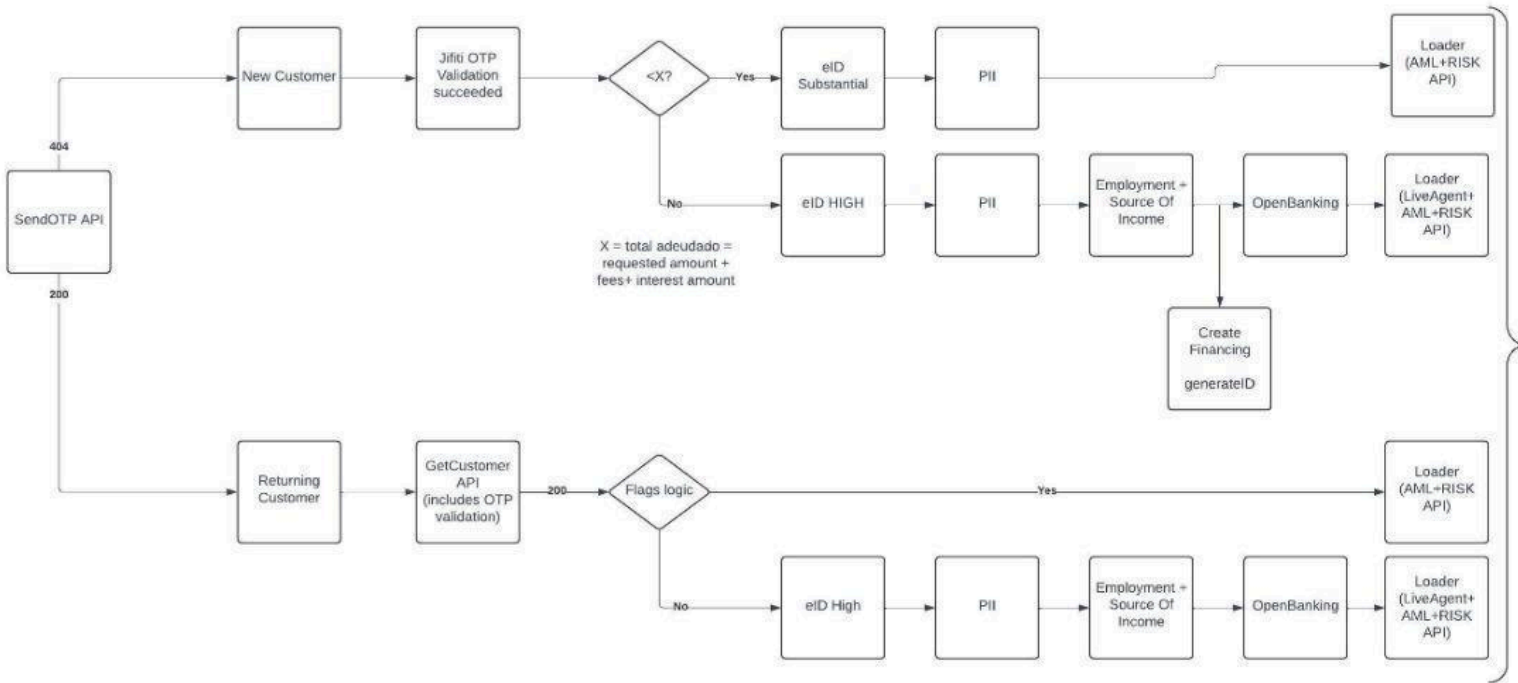 New Customer
Jifiti OTP
Validation
succeeded
<X?
Yes
eID
Substantial
PII
Loader
(AML+RISK
API)
404
SendOTP API
200
No
eID HIGH
PII
Employment +
Source Of
Income
OpenBanking
Loader
(LiveAgent+
AML+RISK
API)
X = total adeudado =
requested amount +
fees+ interest amount
Create
Financing
generateID
Returning
Customer
GetCustomer
API
(includes OTP
validation)
200
Flags logic
Yes
Loader
(AML+RISK
API)
No
eID High
PII
Employment +
Source Of
Income
OpenBanking
Loader
(LiveAgent+
AML+RISK
API)